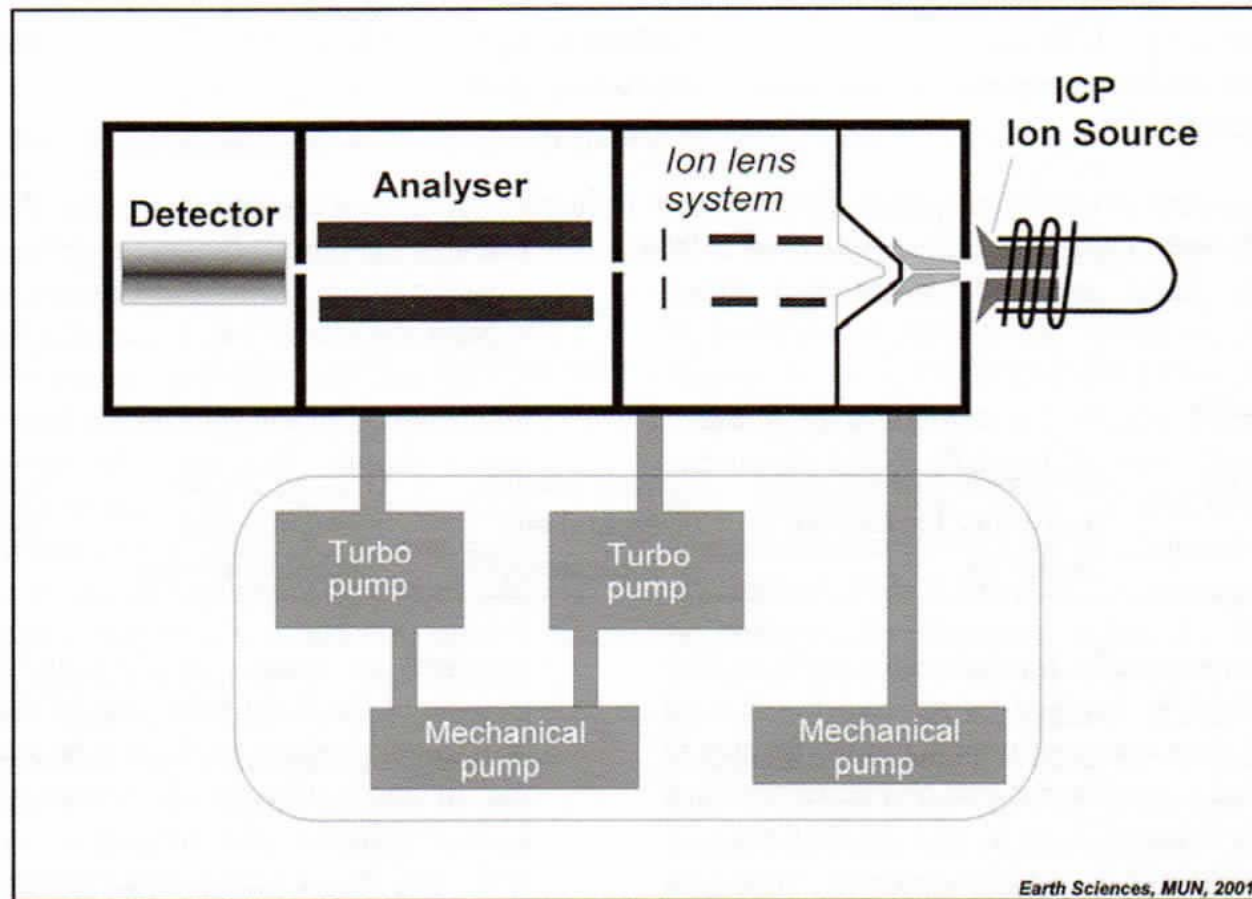 ICP
Ion Source
Ion lens
system
Analyser
Detector
Turbo
pump
Turbo
pump
Mechanical
pump
Mechanical
pump
Earth Sciences, MUN, 2001